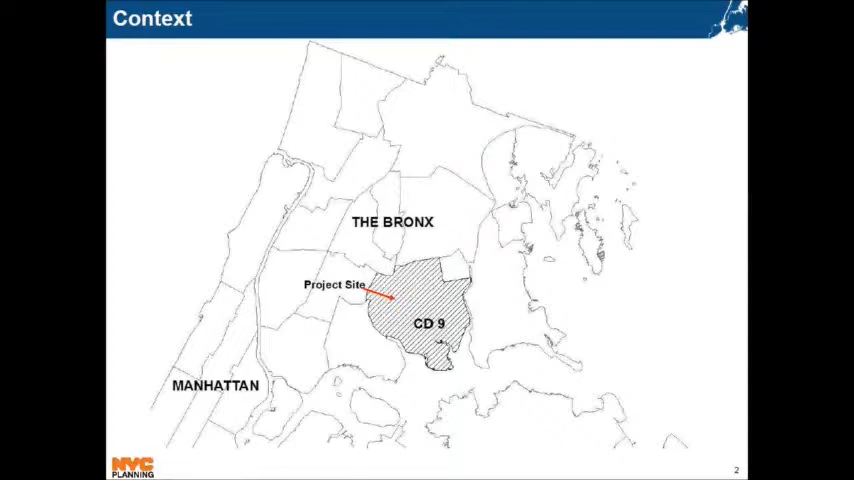 Context
THE BRONX
Project Site
CD 9
MANHATTAN
NYC
PLANNING
2